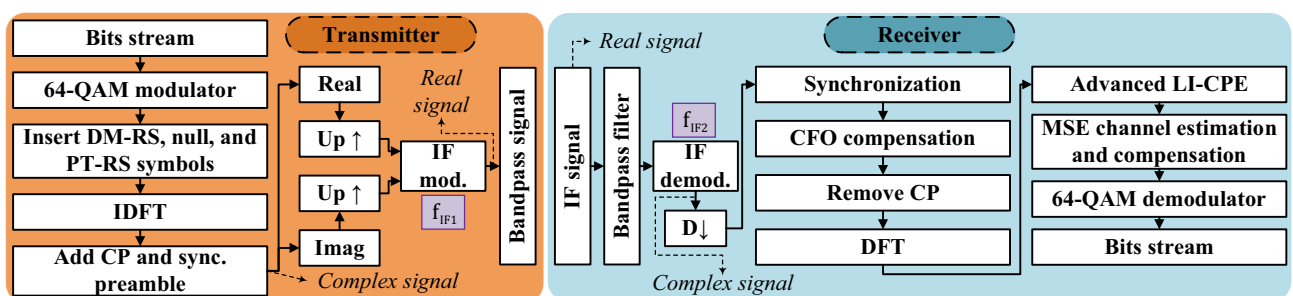 Transmitter
Bits stream
64-QAM modulator
Insert DM-RS, null, and
PT-RS symbols
IDFT
Add CP and sync.
preamble
Complex signal
Real
Up ↑
Up ↑
Imag
Real
signal
IF
mod.
f_IF1
Bandpass signal
Receiver
Real signal
IF signal
Bandpass filter
f_IF2
IF
demod.
D↓
Complex signal
Synchronization
CFO compensation
Remove CP
DFT
Advanced LI-CPE
MSE channel estimation
and compensation
64-QAM demodulator
Bits stream